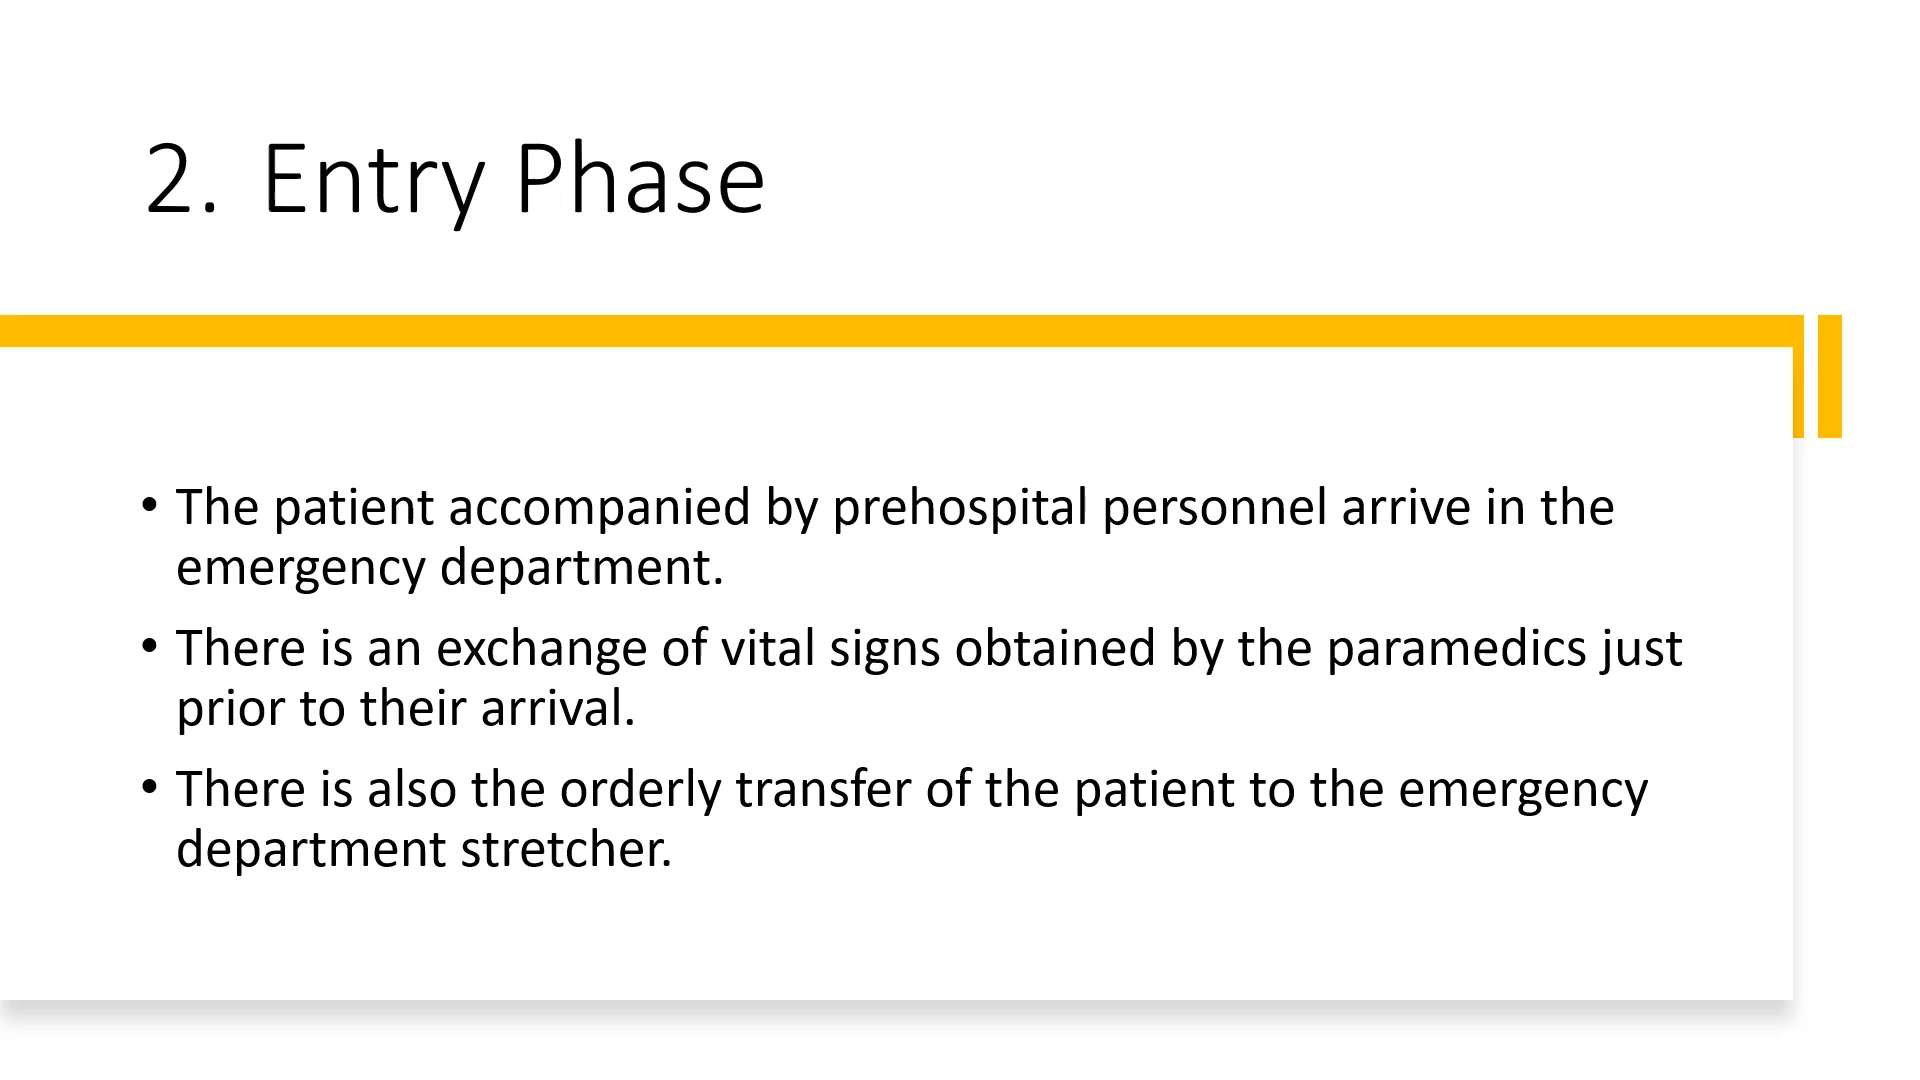 2. Entry Phase
• The patient accompanied by prehospital personnel arrive in the
emergency department.
• There is an exchange of vital signs obtained by the paramedics just
prior to their arrival.
• There is also the orderly transfer of the patient to the emergency
department stretcher.